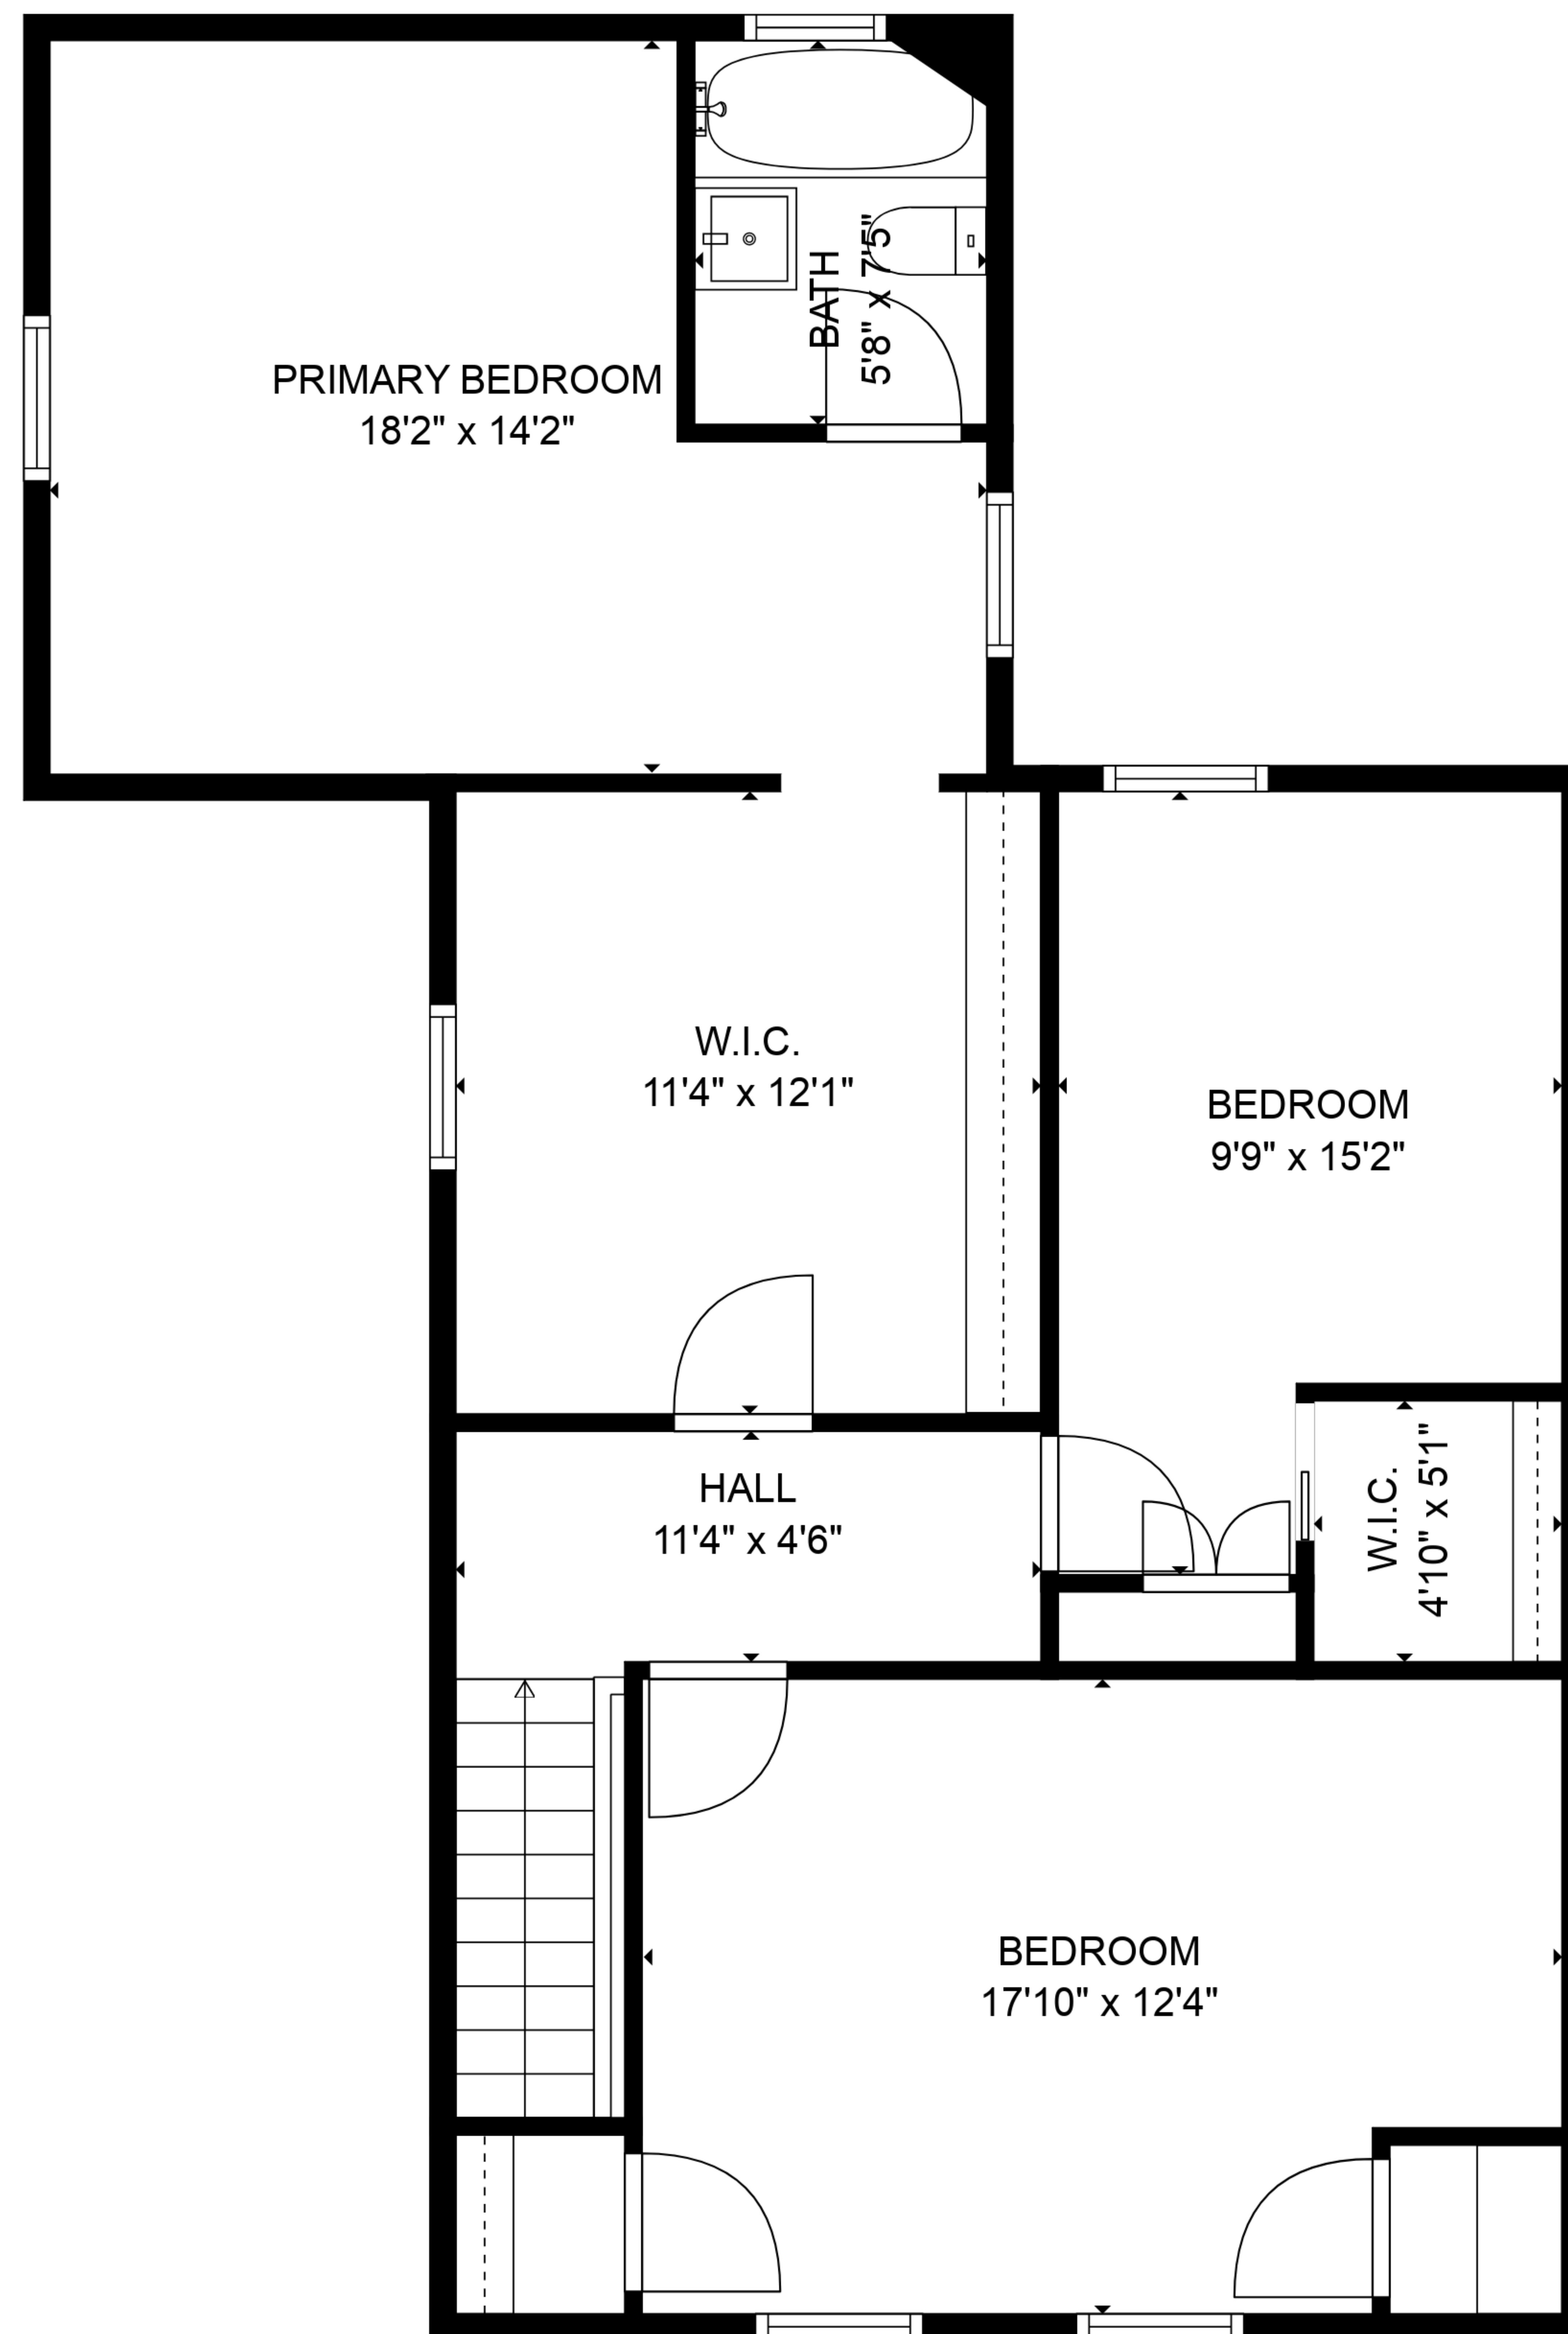 BATH
5'8" x 7'5"
PRIMARY BEDROOM
18'2" x 14'2"
W.I.C.
11'4" x 12'1"
BEDROOM
9'9" x 15'2"
HALL
11'4" x 4'6"
W.I.C.
4'10" x 5'1"
BEDROOM
17'10" x 12'4"